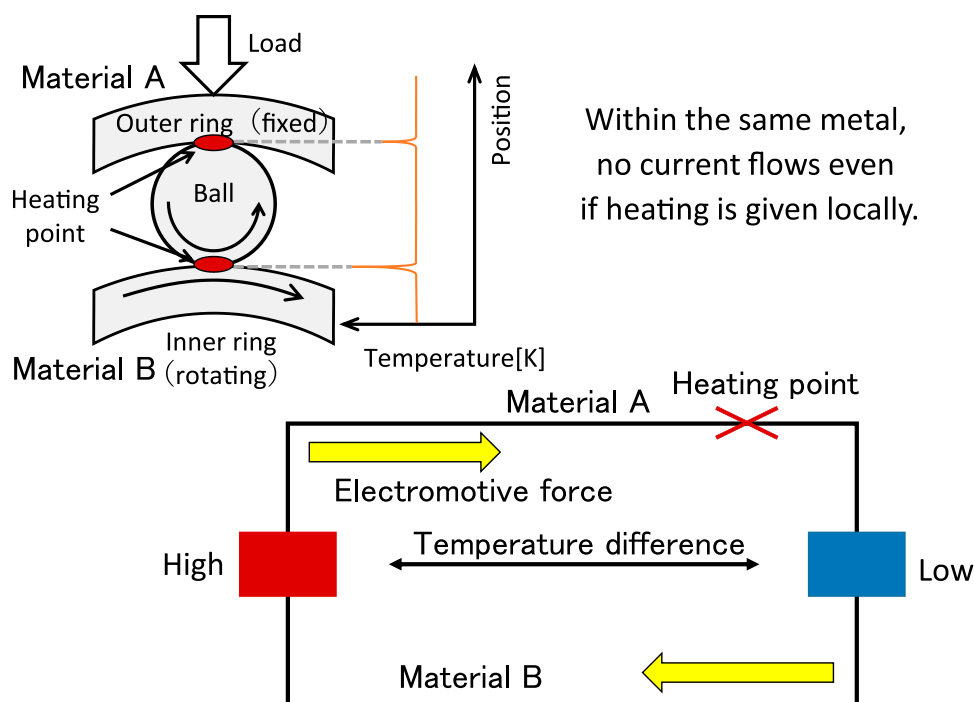 Load
Material A
Outer ring（fixed）
Ball
Heating
point
Inner ring
Material B（rotating）
Position
Temperature[K]
Within the same metal,
no current flows even
if heating is given locally.
Heating point
Material A
Electromotive force
Temperature difference
High
Low
Material B